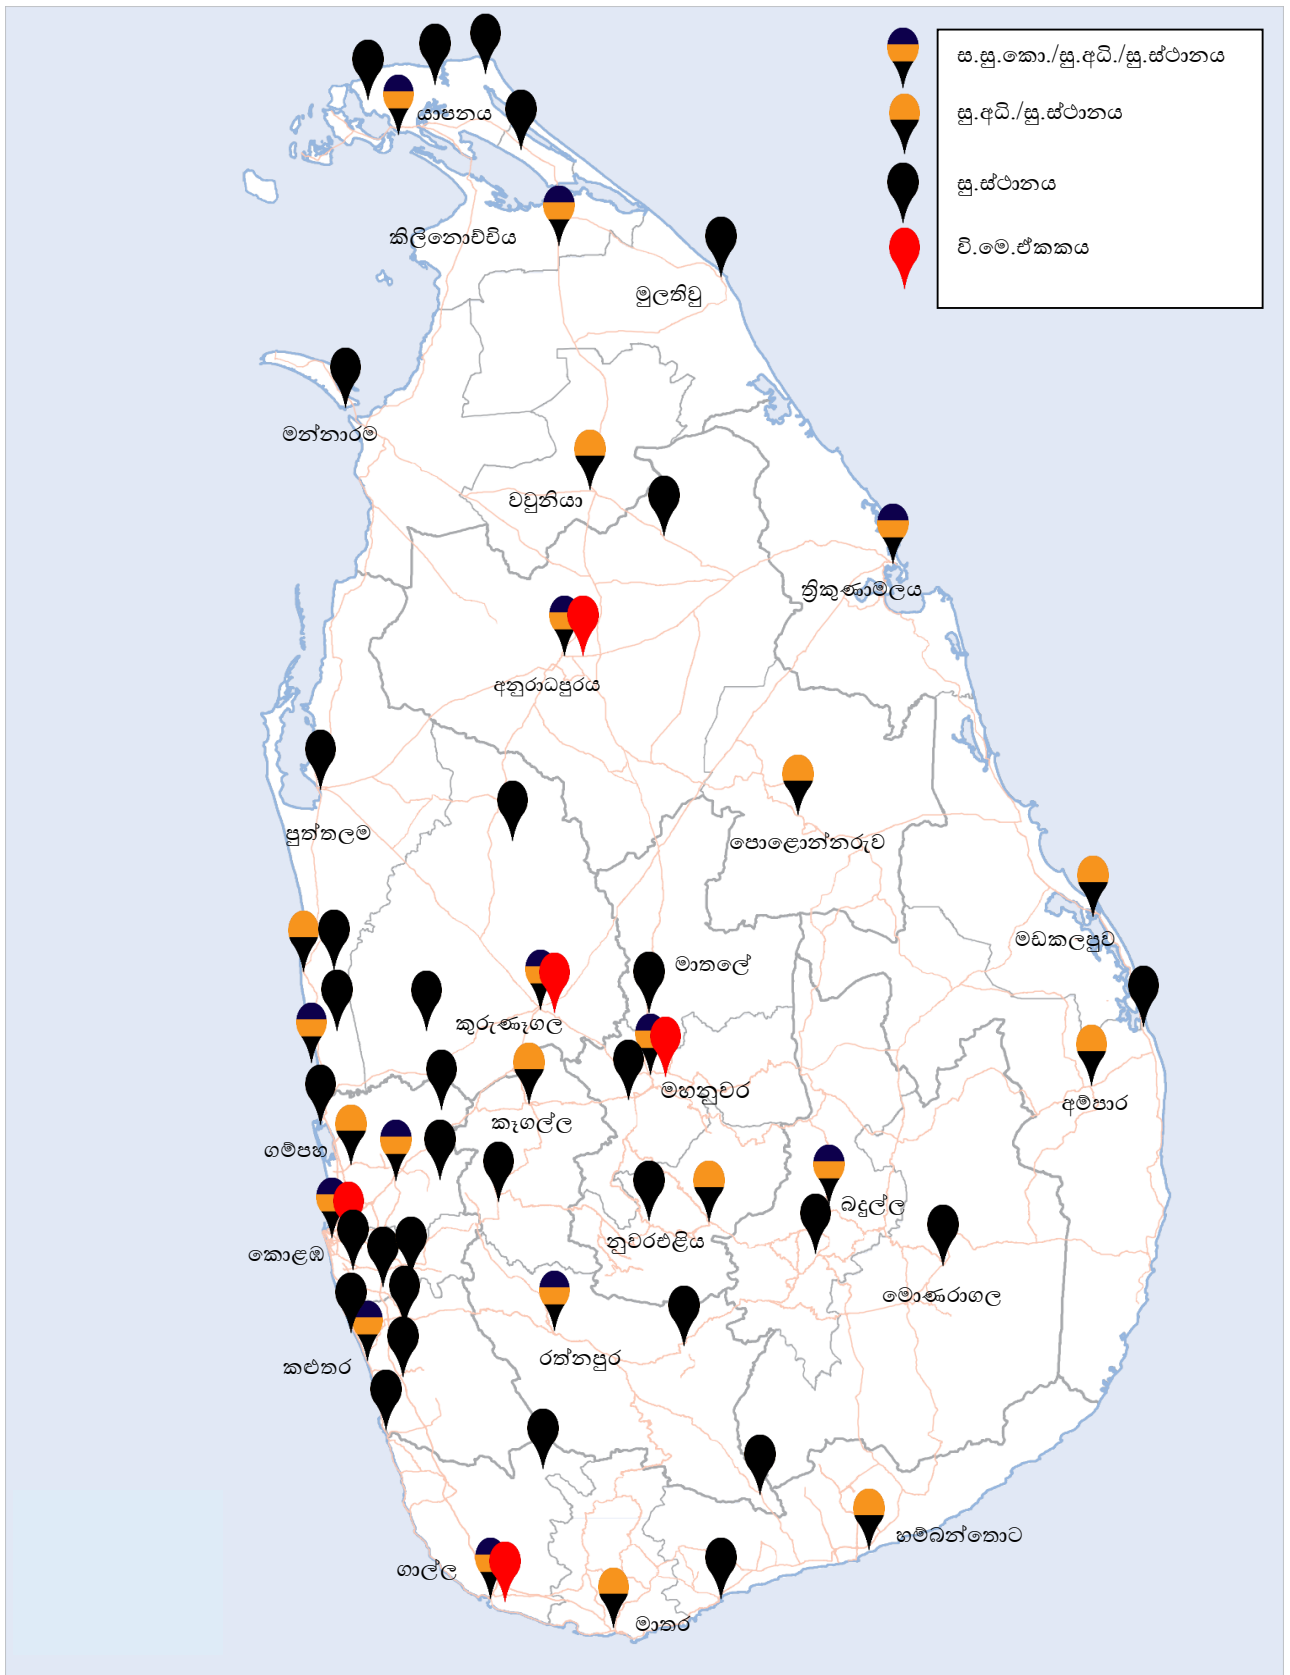 ස.සු.කො./සු.අධි./සු.ස්ථානය
සු.අධි./සු.ස්ථානය
සු.ස්ථානය
වි.මෙ.ඒකකය
යාපනය
කිලිනොච්චිය
මුලතිවු
මන්නාරම
වවුනියා
ත්‍රිකුණාමලය
අනුරාධපුරය
පුත්තලම
පොළොන්නරුව
මඩකලපුව
මාතලේ
කුරුණෑගල
මහනුවර
අම්පාර
කෑගල්ල
ගම්පහ
බදුල්ල
නුවරඑළිය
කොළඹ
මොණරාගල
රත්නපුර
කළුතර
හම්බන්තොට
ගාල්ල
මාතර